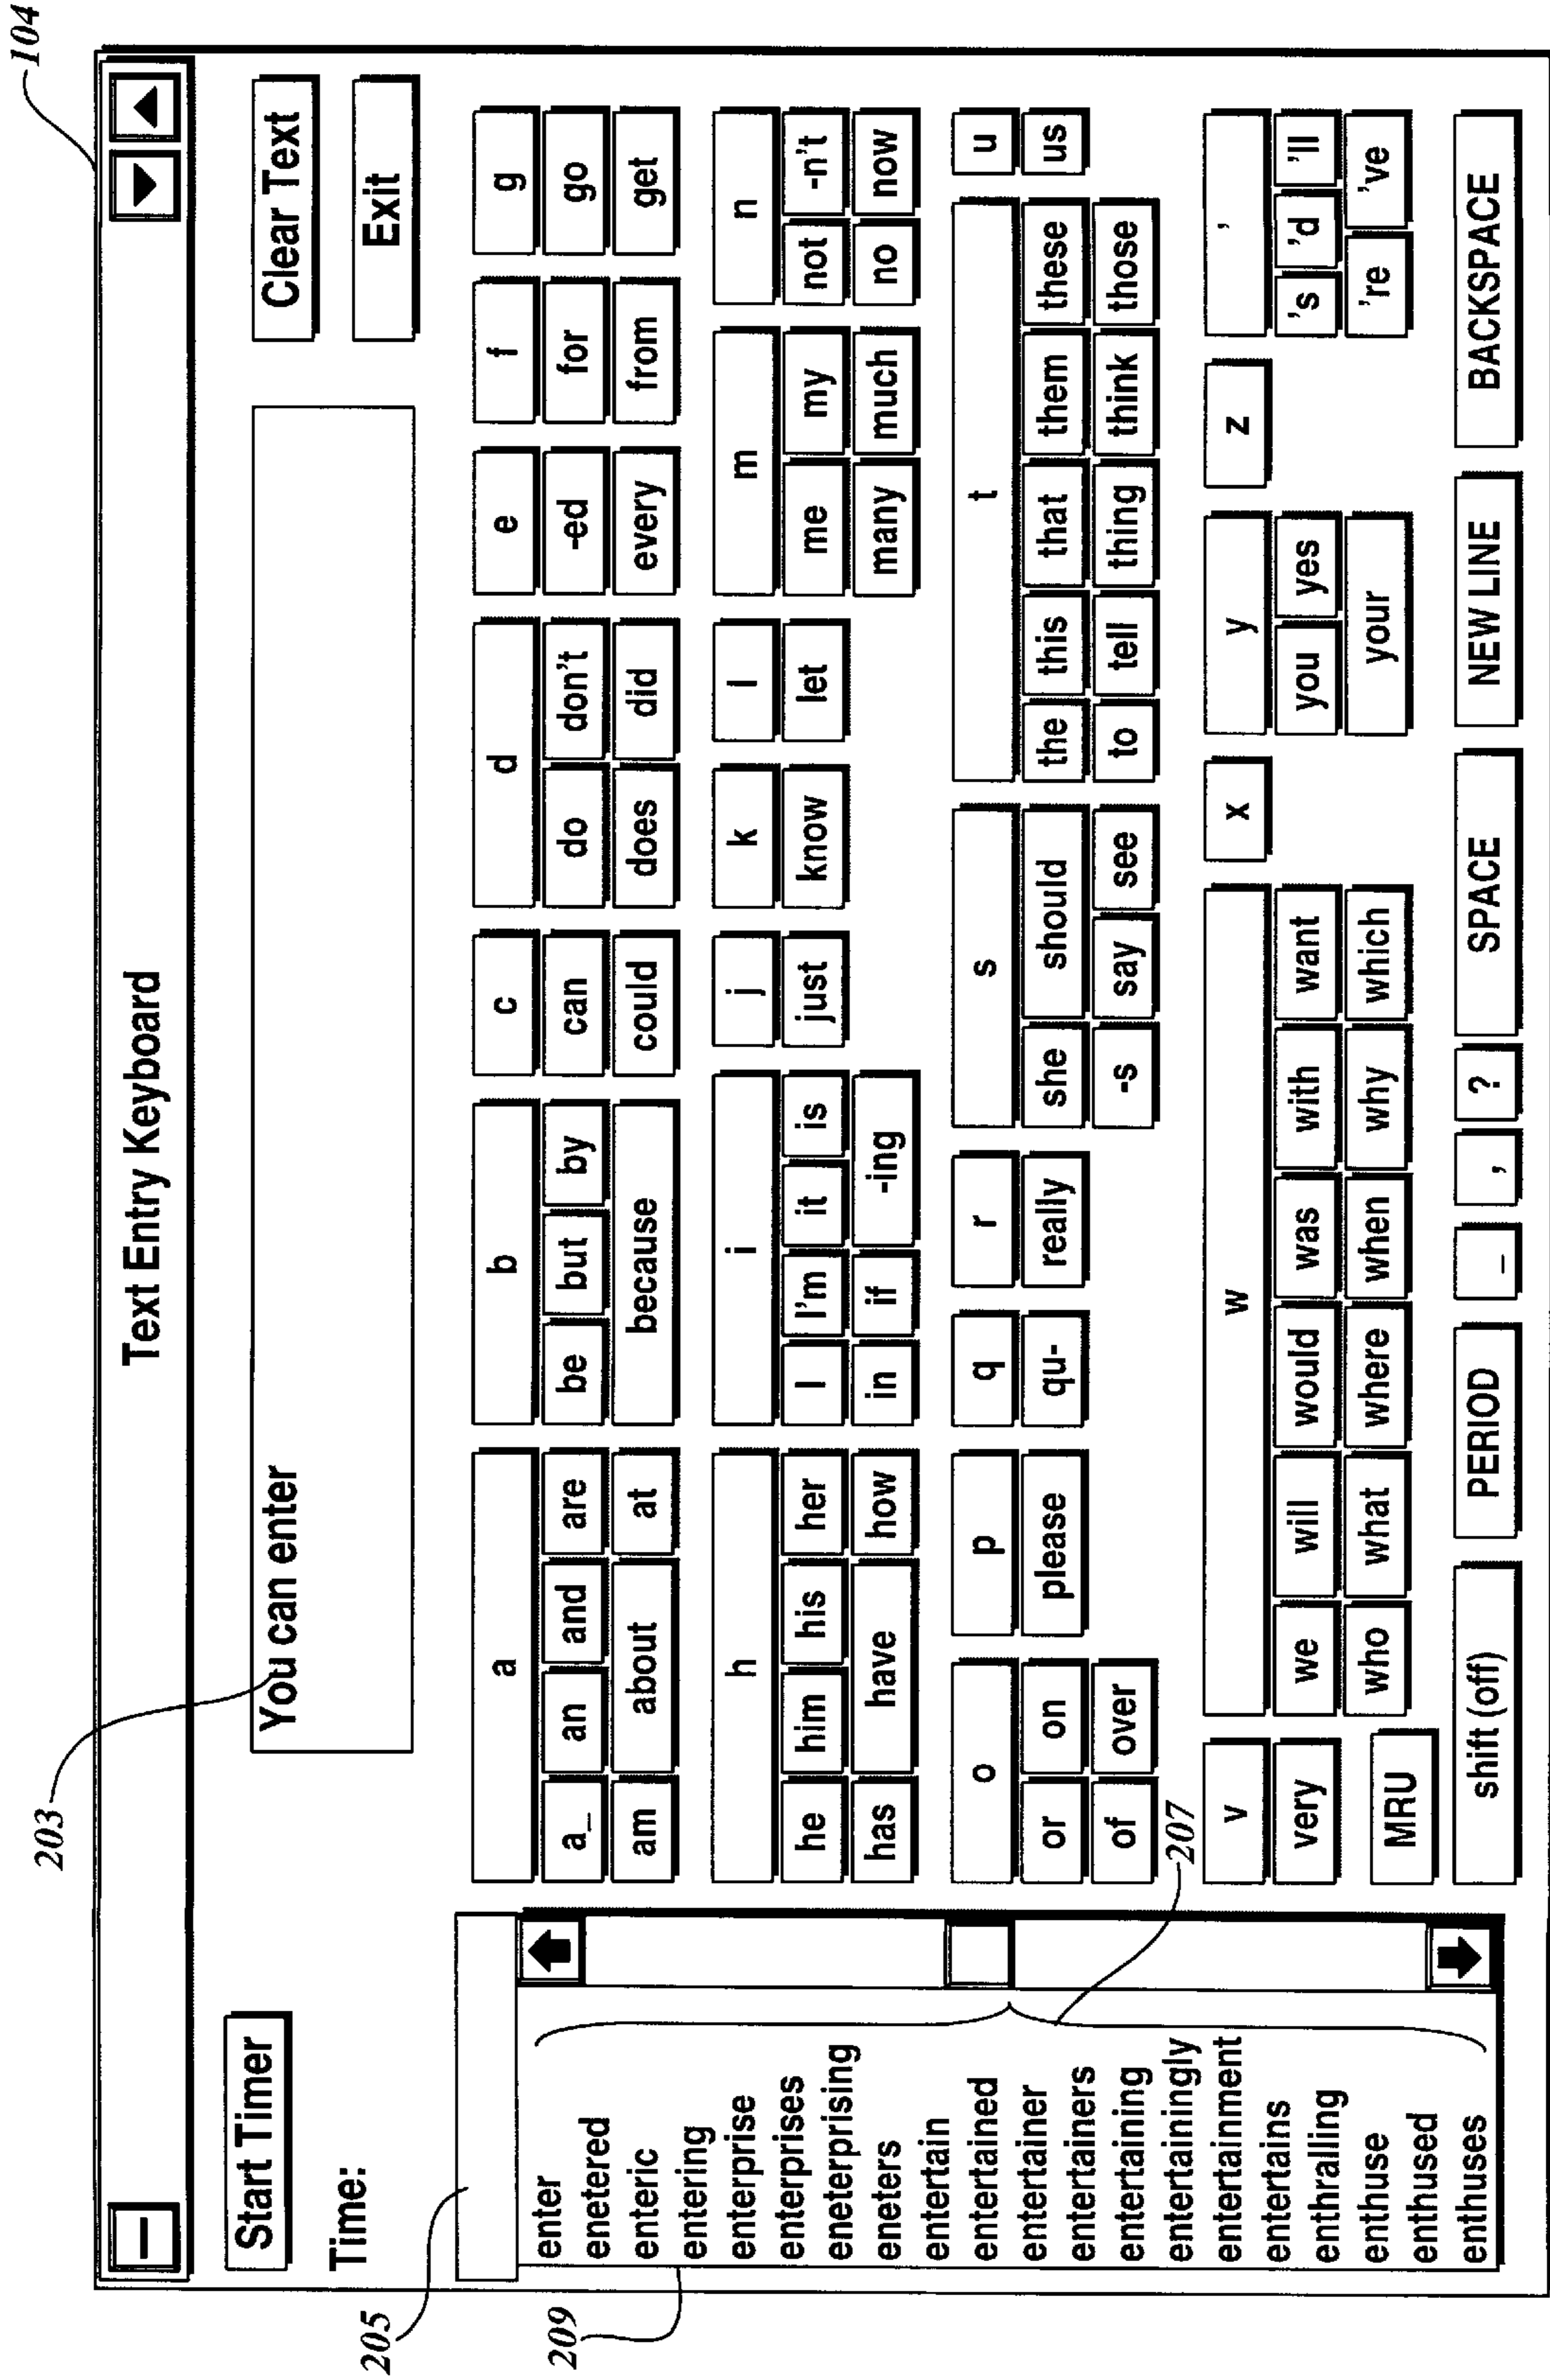 104
Text Entry Keyboard
203
Start Timer
You can enter
Clear Text
Time:
Exit
205
209
enter
enetered
enteric
entering
enterprise
enterprises
eneterprising
eneters
entertain
entertained
entertainer
entertainers
entertaining
entertainingly
entertainment
entertains
enthralling
enthuse
enthused
enthuses
207
a b c d e f g
a_ an and are be but by can do don't -ed for go
am about at because could does did every from get
h i j k l m n
he him his her I I'm it is just know let me my not -n't
has have how in if -ing many much no now
o p q r s t u
or on please qu- really she should the this that them these us
of over -s say see to tell thing think those
v w x y z '
very we will would was with want you yes 's 'd 'll
who what where when why which your 're 've
MRU
shift (off) PERIOD _ , ? SPACE NEW LINE BACKSPACE